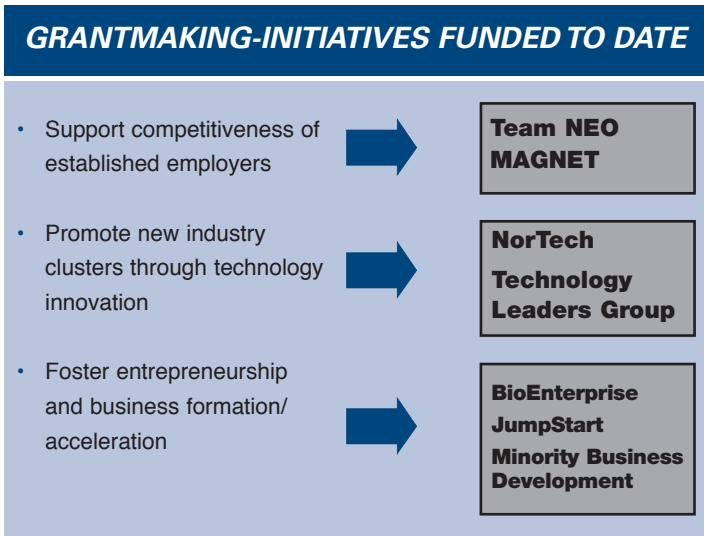 GRANTMAKING-INITIATIVES FUNDED TO DATE
• Support competitiveness of
established employers
Team NEO
MAGNET
• Promote new industry
clusters through technology
innovation
NorTech
Technology
Leaders Group
• Foster entrepreneurship
and business formation/
acceleration
BioEnterprise
JumpStart
Minority Business
Development